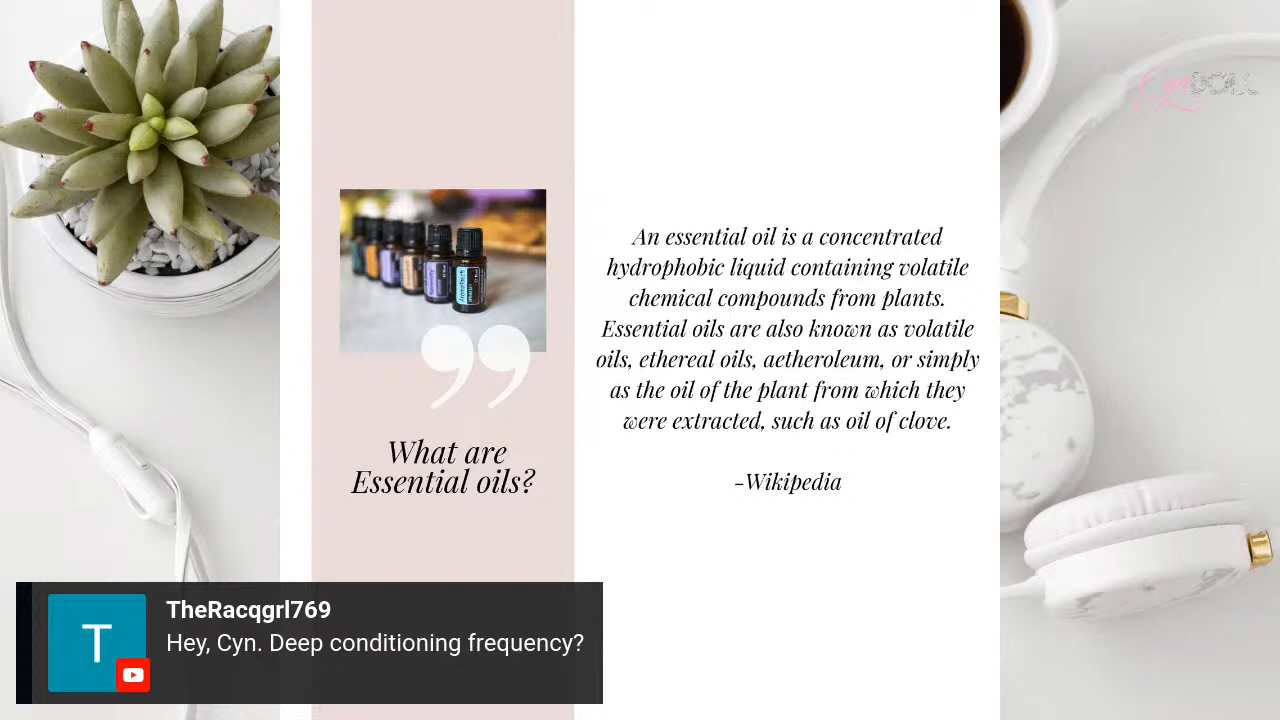 CynDOLL
An essential oil is a concentrated
hydrophobic liquid containing volatile
chemical compounds from plants.
Essential oils are also known as volatile
oils, ethereal oils, aetheroleum, or simply
as the oil of the plant from which they
were extracted, such as oil of clove.
-Wikipedia
What are
Essential oils?
T
TheRacqgrl769
Hey, Cyn. Deep conditioning frequency?